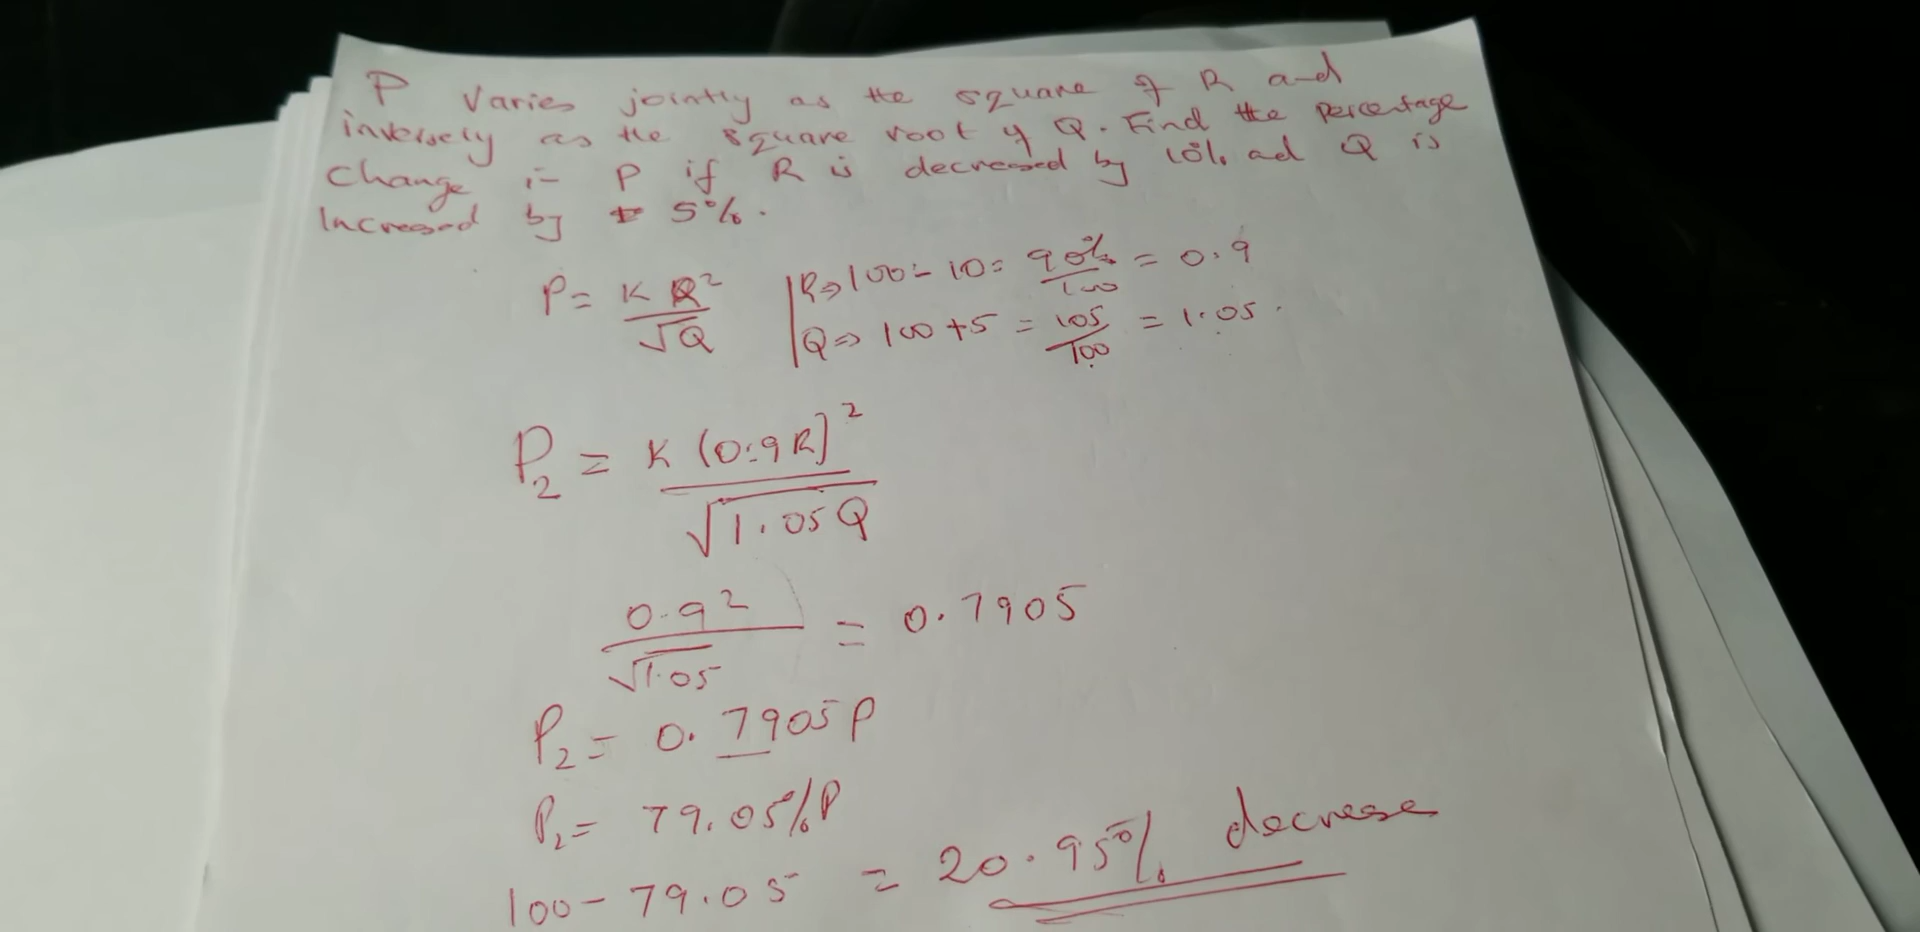 P varies jointly as the square of R and
inversely as the square root of Q. Find the percentage
change in P if R is decreased by 10% and Q is
Increased by 5%.
P = K R² / √Q | R ⇒ 100 - 10 = 90% / 100 = 0.9
| Q ⇒ 100 + 5 = 105 / 100 = 1.05.
P₂ = K (0.9R)² / √1.05Q
0.9² / √1.05 = 0.7905
P₂ = 0.7905P
P₂ = 79.05%P
100 - 79.05 = 20.95% decrease